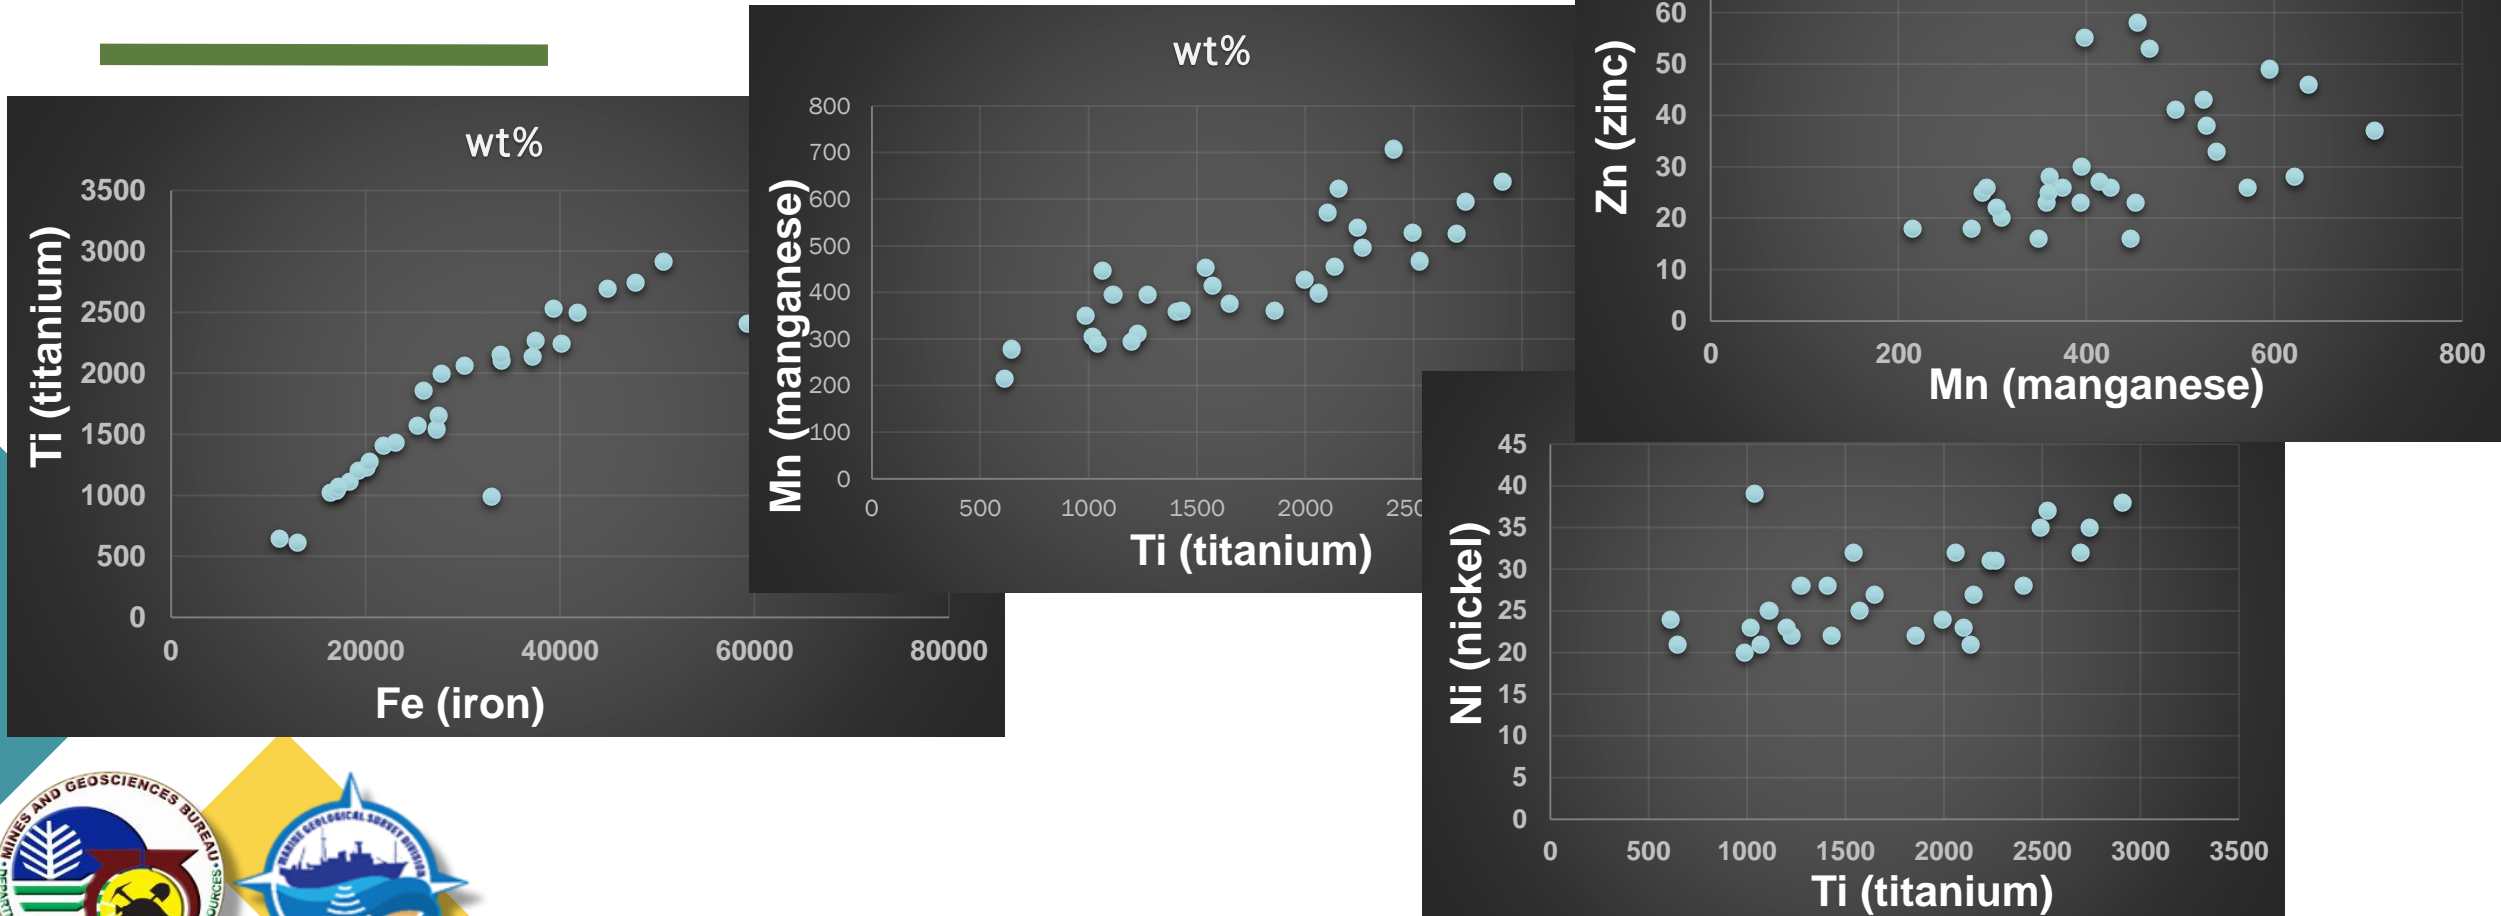 wt%
3500
3000
2500
2000
1500
1000
500
0
0 20000 40000 60000 80000
Ti (titanium)
Fe (iron)
wt%
800
700
600
500
400
300
200
100
0
0 500 1000 1500 2000
Mn (manganese)
Ti (titanium)
60
50
40
30
20
10
0
0 200 400 600 800
Zn (zinc)
Mn (manganese)
45
40
35
30
25
20
15
10
5
0
0 500 1000 1500 2000 2500 3000 3500
Ni (nickel)
Ti (titanium)
MINES AND GEOSCIENCES BUREAU
MARINE GEOLOGICAL SURVEY DIVISION